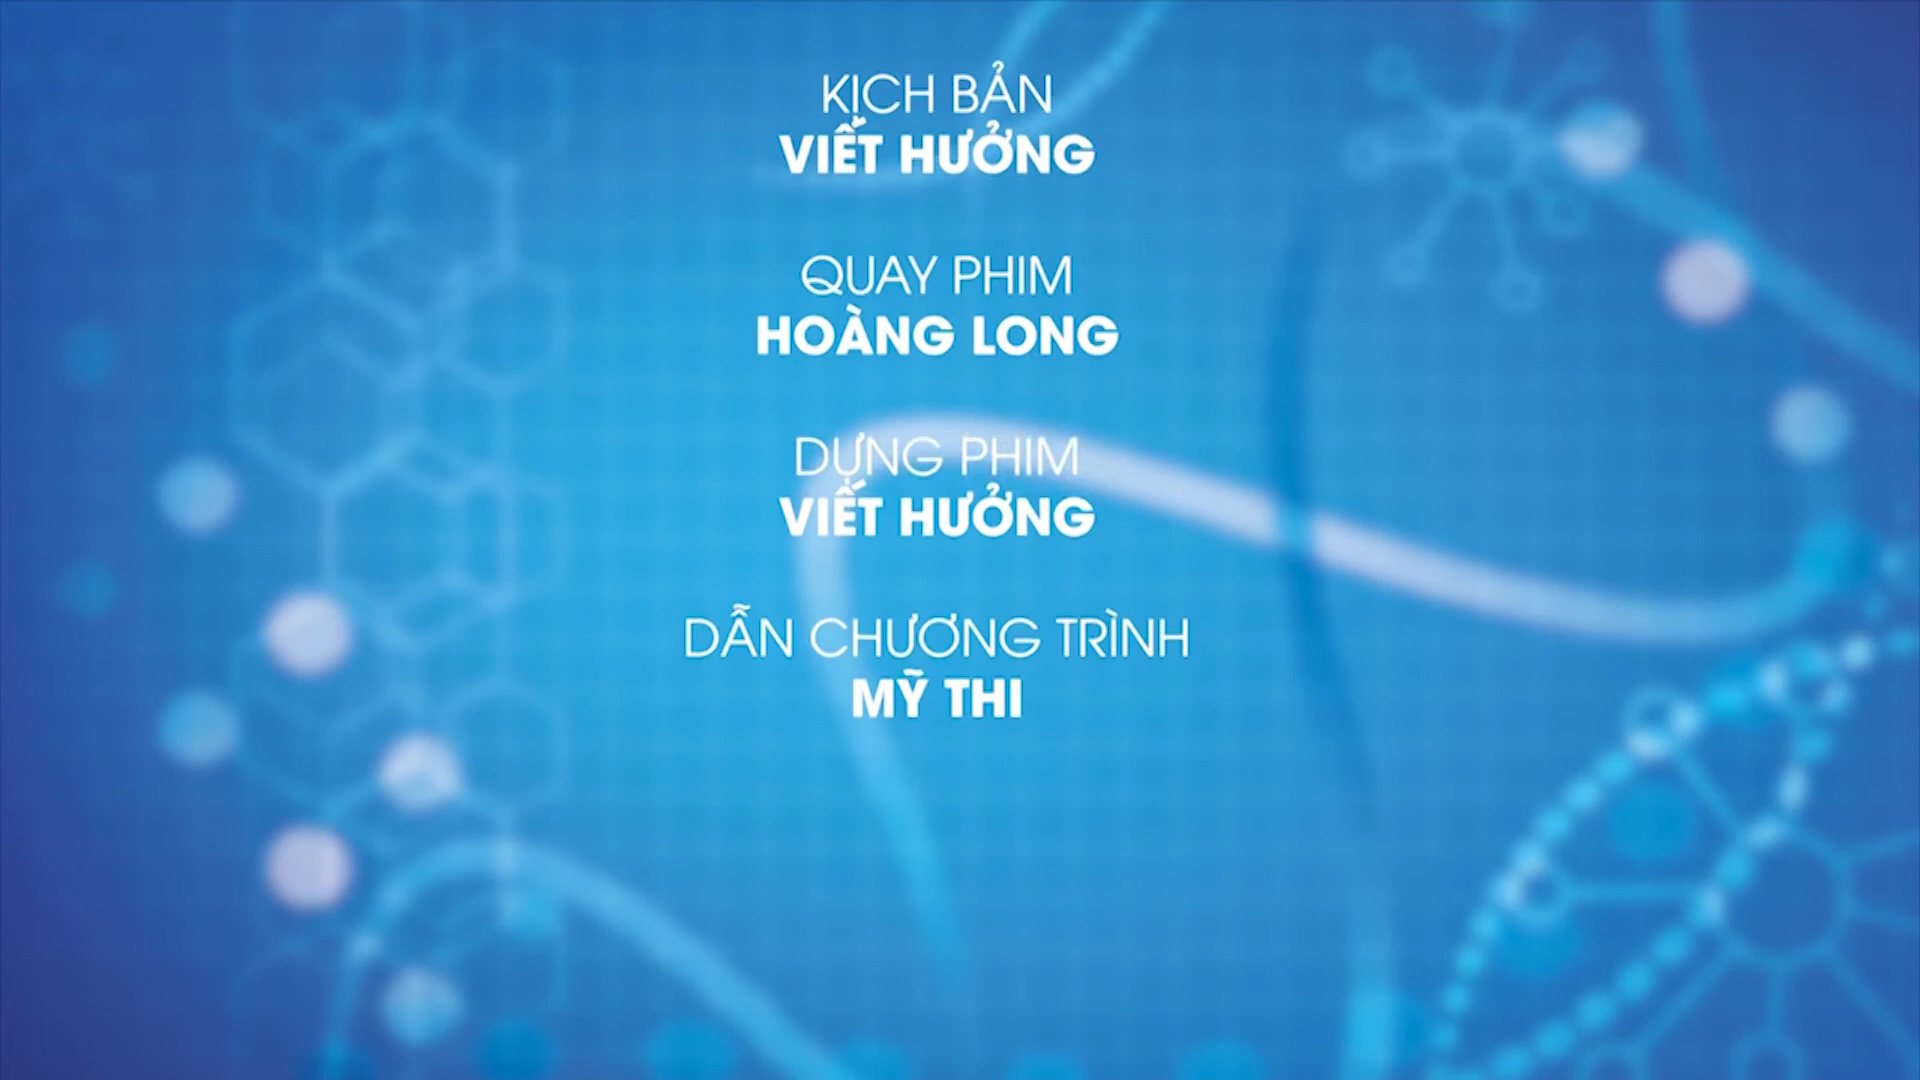 KỊCH BẢN
VIẾT HƯỞNG
QUAY PHIM
HOÀNG LONG
DỰNG PHIM
VIẾT HƯỞNG
DẪN CHƯƠNG TRÌNH
MỸ THI